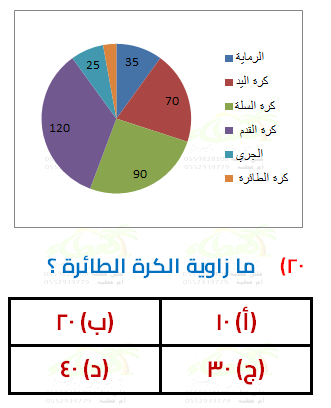 35
70
90
120
25
الرماية
كرة اليد
كرة السلة
كرة القدم
الجري
كرة الطائرة
٢٠) ما زاوية الكرة الطائرة ؟
(أ) ١٠ (ب) ٢٠
(ج) ٣٠ (د) ٤٠